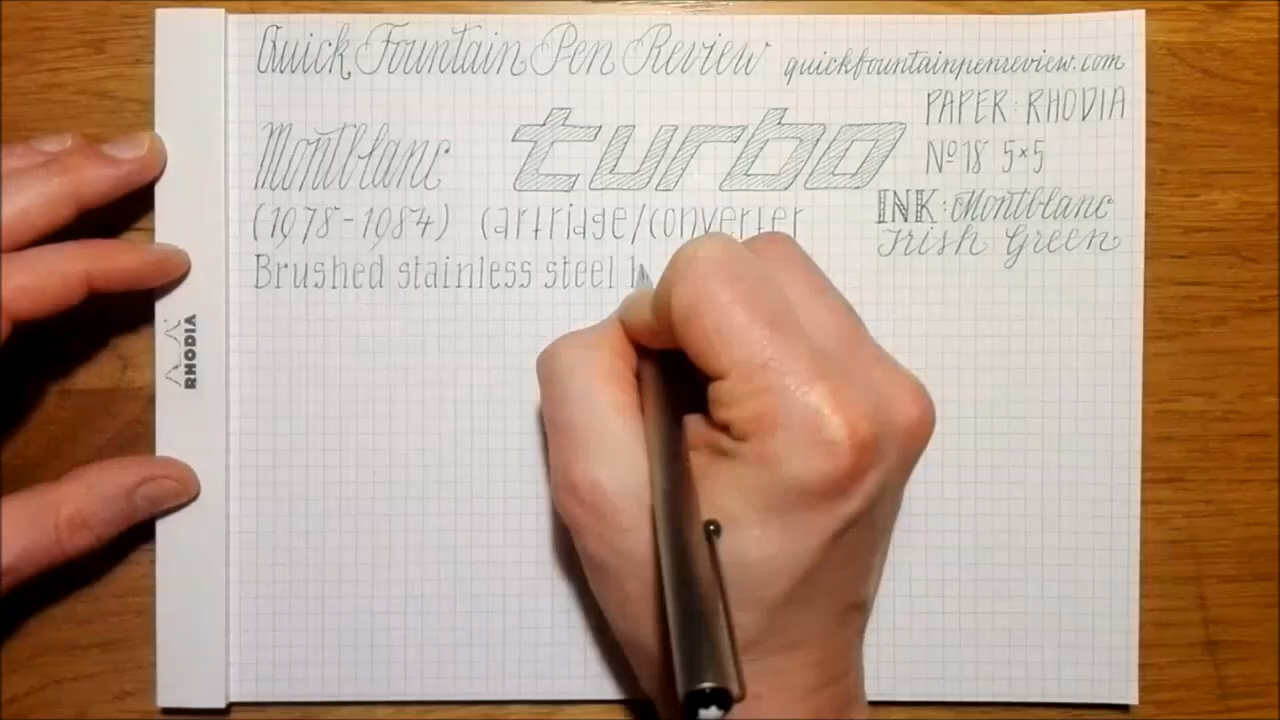 Quick Fountain Pen Review quickfountainpenreview.com
PAPER: RHODIA
Montblanc turbo Nº18 5×5
INK: Montblanc
(1978-1984) Cartridge/converter Irish Green
Brushed stainless steel
RHODIA